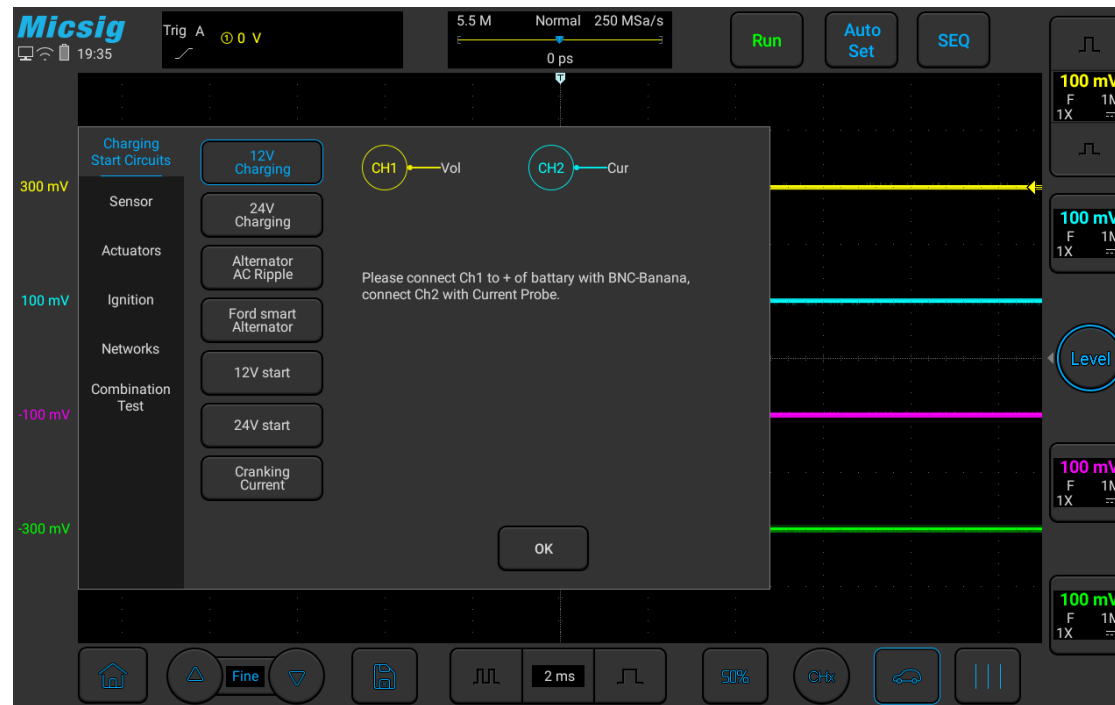 Micsig
19:35
Trig A ① 0 V
5.5 M Normal 250 MSa/s
T
0 ps
Run
Auto
Set
SEQ
100 mV
F 1M
1X
Charging
Start Circuits
Sensor
Actuators
Ignition
Networks
Combination
Test
12V
Charging
24V
Charging
Alternator
AC Ripple
Ford smart
Alternator
12V start
24V start
Cranking
Current
CH1 Vol
CH2 Cur
Please connect Ch1 to + of battary with BNC-Banana,
connect Ch2 with Current Probe.
OK
300 mV
100 mV
-100 mV
-300 mV
100 mV
F 1M
1X
Level
100 mV
F 1M
1X
100 mV
F 1M
1X
Fine
2 ms
50%
CHx